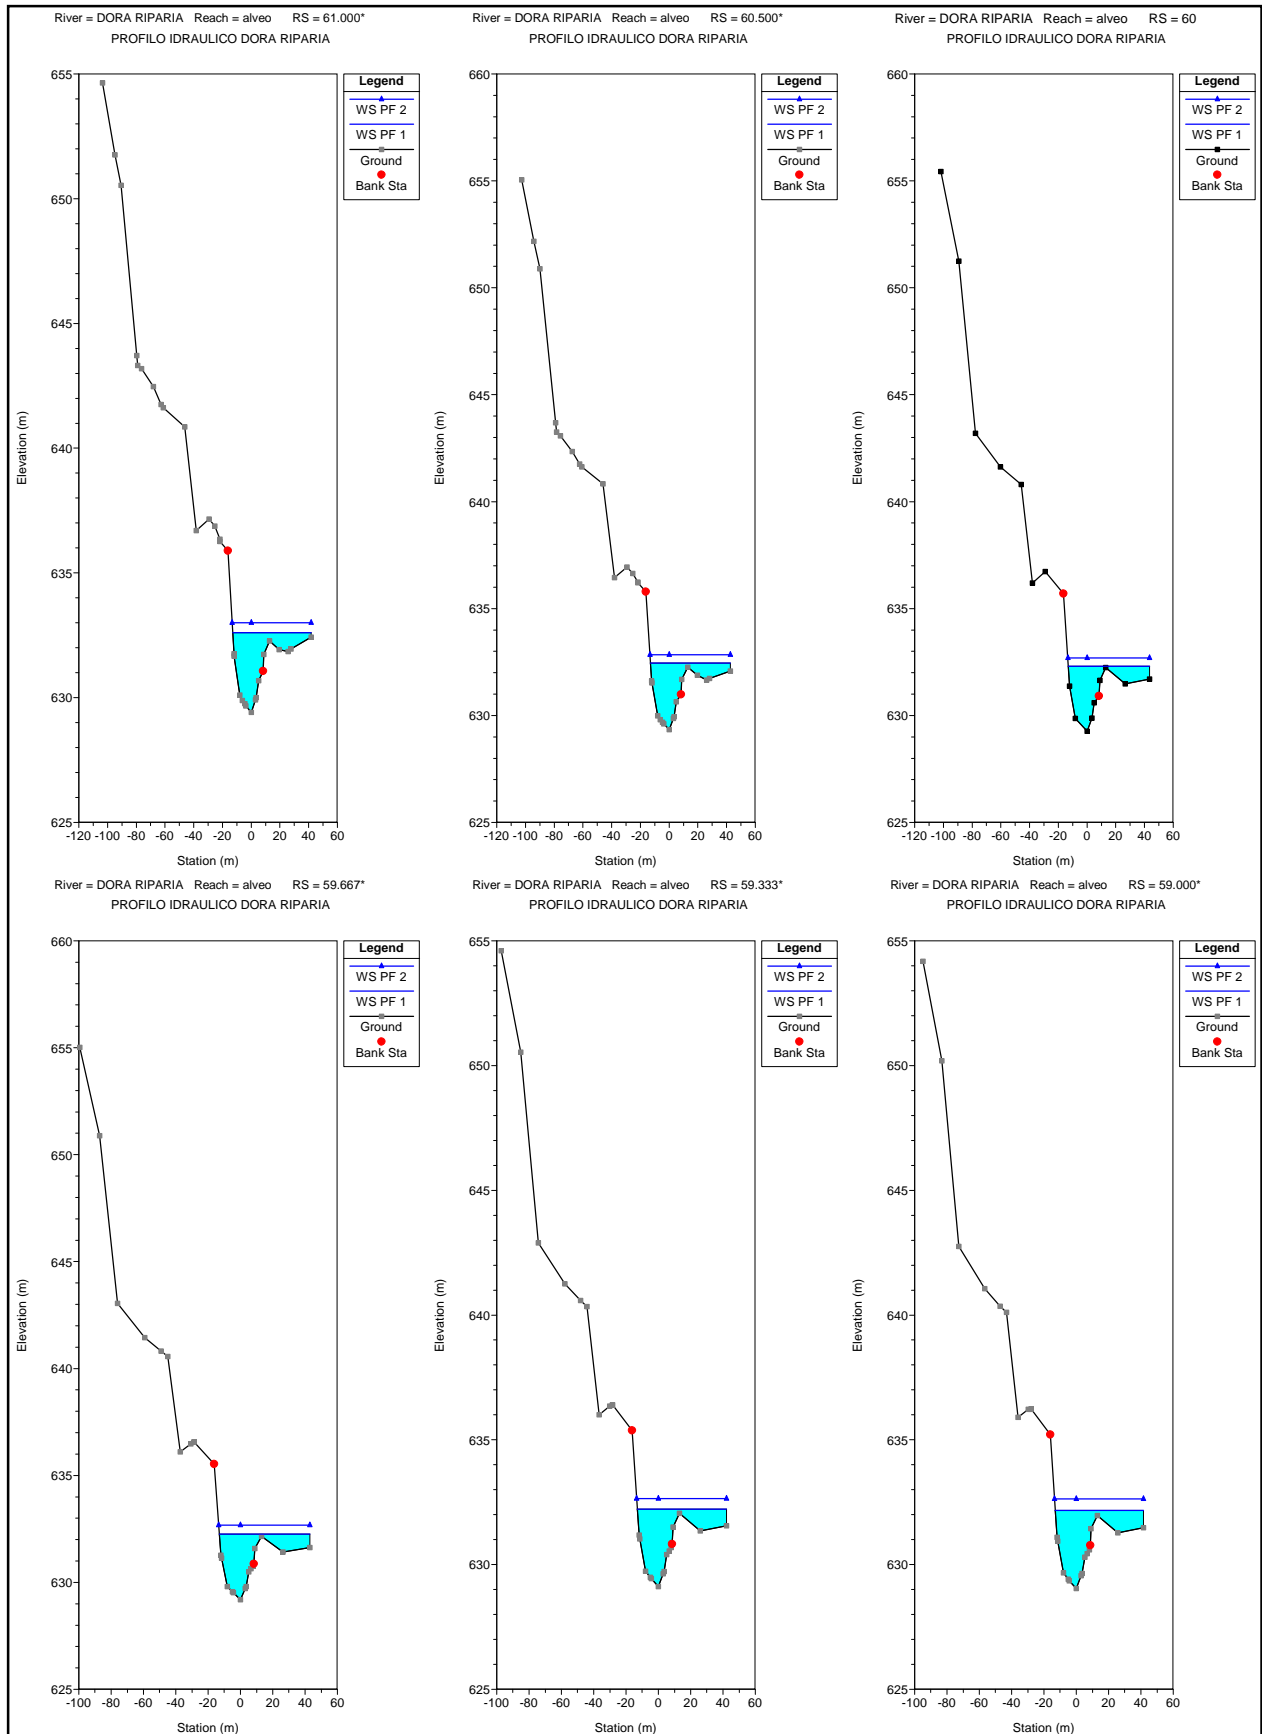 River = DORA RIPARIA   Reach = alveo      RS = 61.000*
PROFILO IDRAULICO DORA RIPARIA
655
650
645
640
635
630
625
-120 -100 -80 -60 -40 -20 0 20 40 60
Station (m)
Elevation (m)
Legend
WS PF 2
WS PF 1
Ground
Bank Sta
River = DORA RIPARIA   Reach = alveo      RS = 60.500*
PROFILO IDRAULICO DORA RIPARIA
660
655
650
645
640
635
630
625
-120 -100 -80 -60 -40 -20 0 20 40 60
Station (m)
Elevation (m)
Legend
WS PF 2
WS PF 1
Ground
Bank Sta
River = DORA RIPARIA   Reach = alveo      RS = 60
PROFILO IDRAULICO DORA RIPARIA
660
655
650
645
640
635
630
625
-120 -100 -80 -60 -40 -20 0 20 40 60
Station (m)
Elevation (m)
Legend
WS PF 2
WS PF 1
Ground
Bank Sta
River = DORA RIPARIA   Reach = alveo      RS = 59.667*
PROFILO IDRAULICO DORA RIPARIA
660
655
650
645
640
635
630
625
-100 -80 -60 -40 -20 0 20 40 60
Station (m)
Elevation (m)
Legend
WS PF 2
WS PF 1
Ground
Bank Sta
River = DORA RIPARIA   Reach = alveo      RS = 59.333*
PROFILO IDRAULICO DORA RIPARIA
655
650
645
640
635
630
625
-100 -80 -60 -40 -20 0 20 40 60
Station (m)
Elevation (m)
Legend
WS PF 2
WS PF 1
Ground
Bank Sta
River = DORA RIPARIA   Reach = alveo      RS = 59.000*
PROFILO IDRAULICO DORA RIPARIA
655
650
645
640
635
630
625
-100 -80 -60 -40 -20 0 20 40 60
Station (m)
Elevation (m)
Legend
WS PF 2
WS PF 1
Ground
Bank Sta